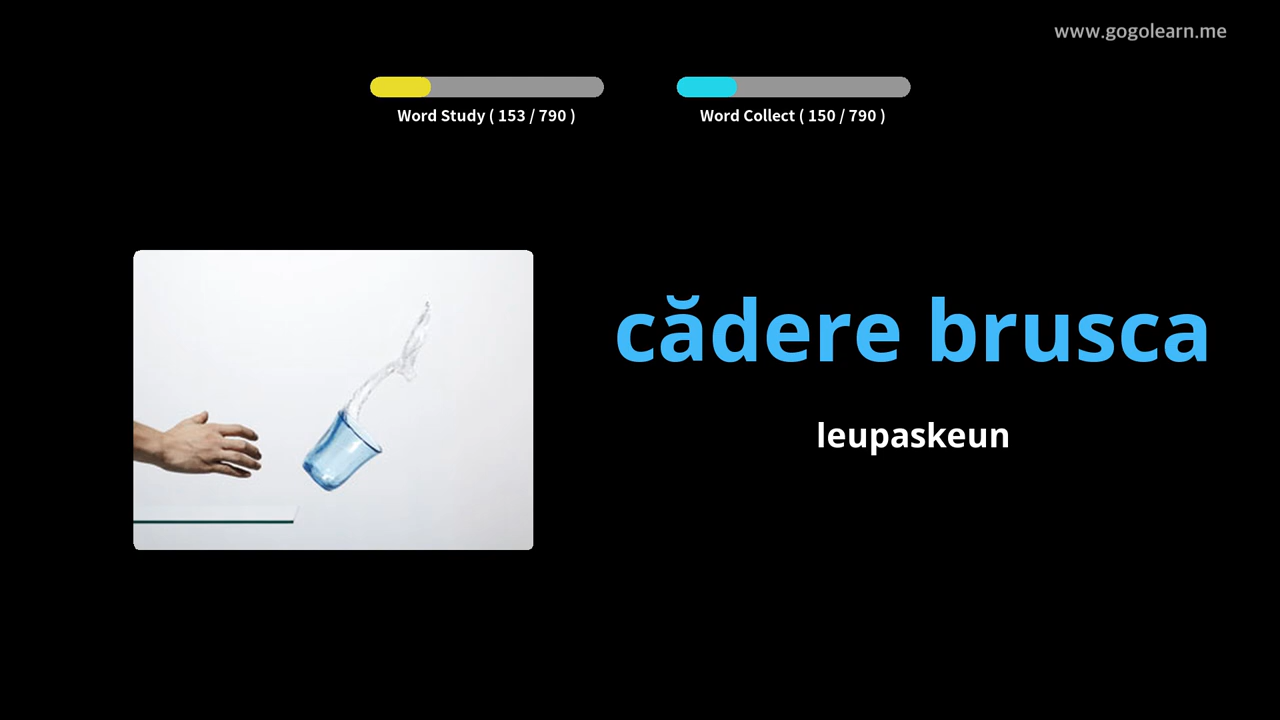 www.gogolearn.me
Word Study ( 153 / 790 )
Word Collect ( 150 / 790 )
cădere brusca
leupaskeun